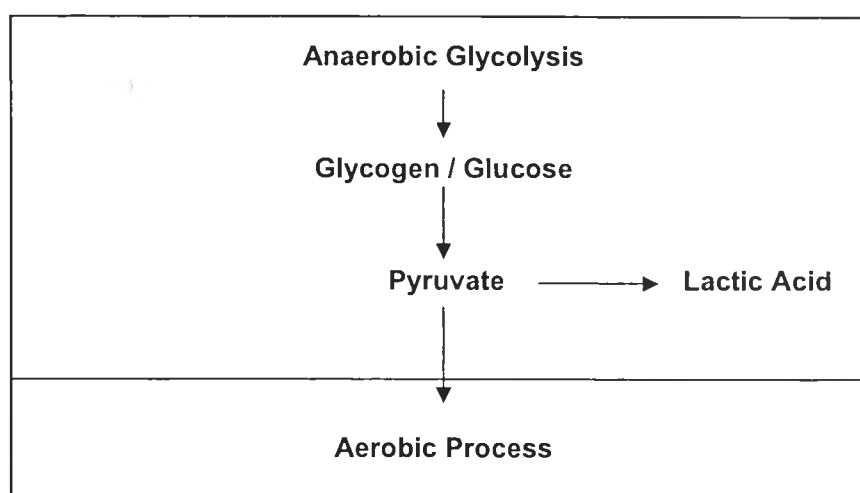 Anaerobic Glycolysis
Glycogen / Glucose
Pyruvate
Lactic Acid
Aerobic Process